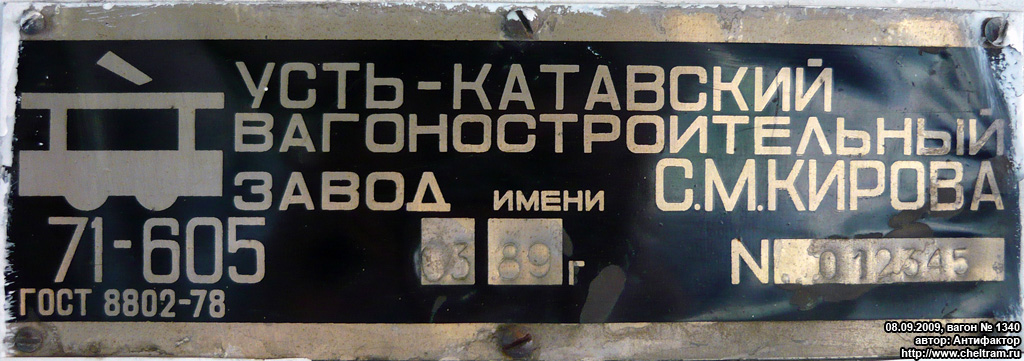 УСТЬ-КАТАВСКИЙ
ВАГОНОСТРОИТЕЛЬНЫЙ
ЗАВОД ИМЕНИ С.М.КИРОВА
71-605 03 89 г N 012345
ГОСТ 8802-78
08.09.2009, вагон № 1340
автор: Антифактор
http://www.cheltram.ru